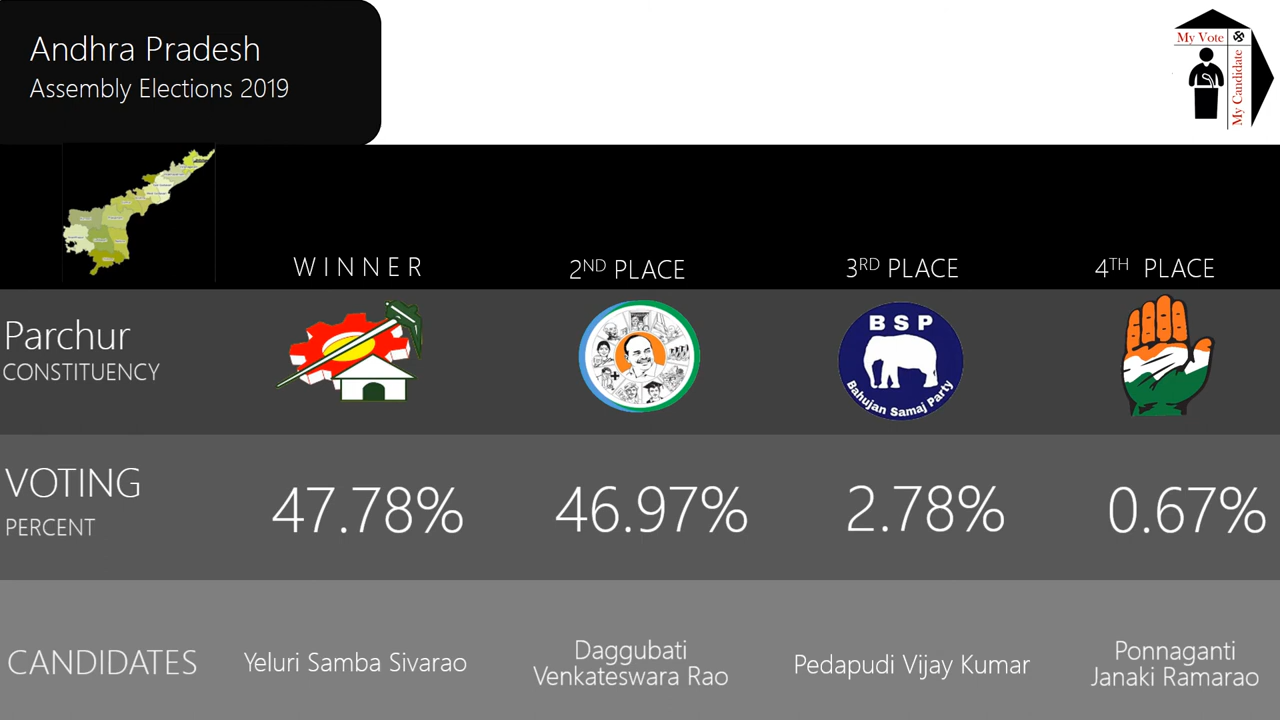 Andhra Pradesh
Assembly Elections 2019
My Vote
My Candidate
WINNER
2ND PLACE
3RD PLACE
4TH PLACE
Parchur
CONSTITUENCY
BSP
Bahujan Samaj Party
VOTING
PERCENT
47.78%
46.97%
2.78%
0.67%
CANDIDATES
Yeluri Samba Sivarao
Daggubati
Venkateswara Rao
Pedapudi Vijay Kumar
Ponnaganti
Janaki Ramarao